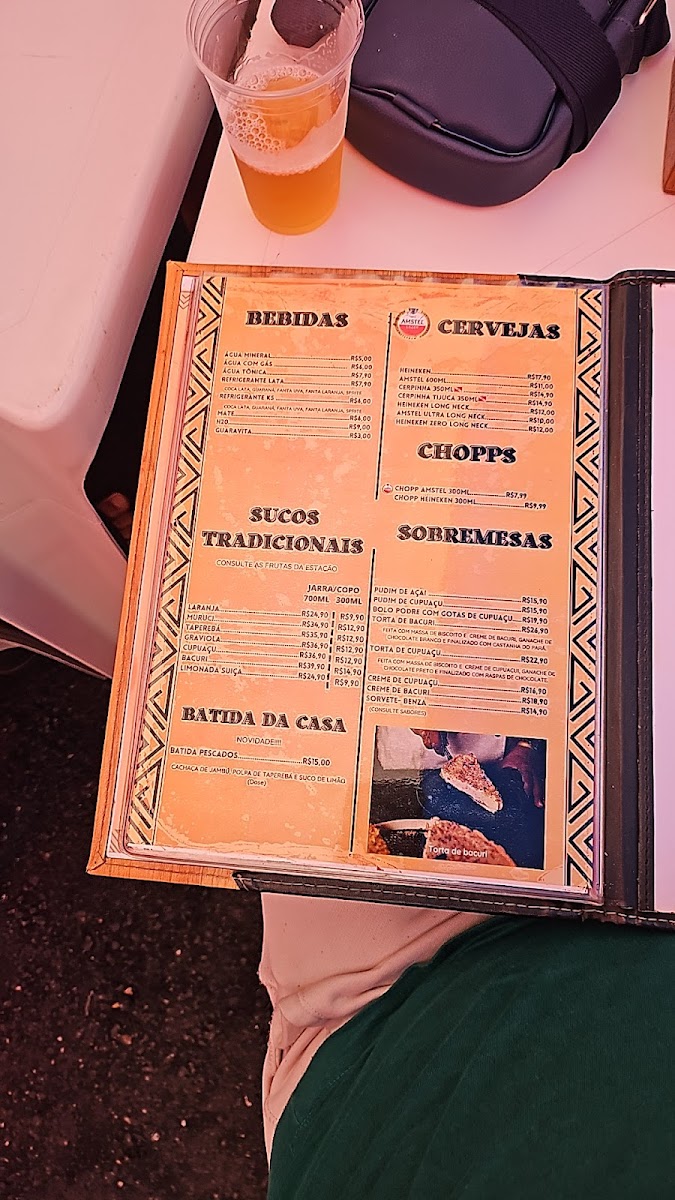 BEBIDAS
ÁGUA MINERAL R$5,00
ÁGUA COM GÁS R$6,00
ÁGUA TÔNICA R$7,90
REFRIGERANTE LATA R$7,90
COCA LATA, GUARANÁ, FANTA UVA, FANTA LARANJA, SPRITE
REFRIGERANTE KS R$6,00
COCA LATA, GUARANÁ, FANTA UVA, FANTA LARANJA, SPRITE
MATE R$6,00
H2O R$9,00
GUARAVITA R$3,00
AMSTEL
CERVEJAS
HEINEKEN R$17,90
AMSTEL 600ML R$11,00
CERPINHA 350ML R$14,90
CERPINHA TIJUCA 350ML R$14,90
HEINEKEN LONG NECK R$12,00
AMSTEL ULTRA LONG NECK R$10,00
HEINEKEN ZERO LONG NECK R$12,00
CHOPPS
CHOPP AMSTEL 300ML R$7,99
CHOPP HEINEKEN 300ML R$9,99
SUCOS
TRADICIONAIS
CONSULTE AS FRUTAS DA ESTAÇÃO
JARRA/COPO
700ML 300ML
LARANJA R$24,90 R$9,90
MURUCI R$34,90 R$12,90
TAPEREBÁ R$35,90 R$12,90
GRAVIOLA R$36,90 R$12,90
CUPUAÇU R$36,90 R$12,90
BACURI R$39,90 R$14,90
LIMONADA SUIÇA R$24,90 R$9,90
BATIDA DA CASA
NOVIDADE!!!
BATIDA PESCADOS R$15,00
CACHAÇA DE JAMBÚ, POLPA DE TAPEREBÁ E SUCO DE LIMÃO
(Dose)
SOBREMESAS
PUDIM DE AÇAÍ R$15,90
PUDIM DE CUPUAÇU R$15,90
BOLO PODRE COM GOTAS DE CUPUAÇU R$19,90
TORTA DE BACURI R$26,90
FEITA COM MASSA DE BISCOITO E CREME DE BACURI, GANACHE DE
CHOCOLATE BRANCO E FINALIZADO COM CASTANHA DO PARÁ.
TORTA DE CUPUAÇU R$22,90
FEITA COM MASSA DE BISCOITO E CREME DE CUPUACUI, GANACHE DE
CHOCOLATE PRETO E FINALIZADO COM RASPAS DE CHOCOLATE
CREME DE CUPUAÇU R$16,90
CREME DE BACURI R$18,90
SORVETE- BENZA R$14,90
(CONSULTE SABORES)
Torta de bacuri